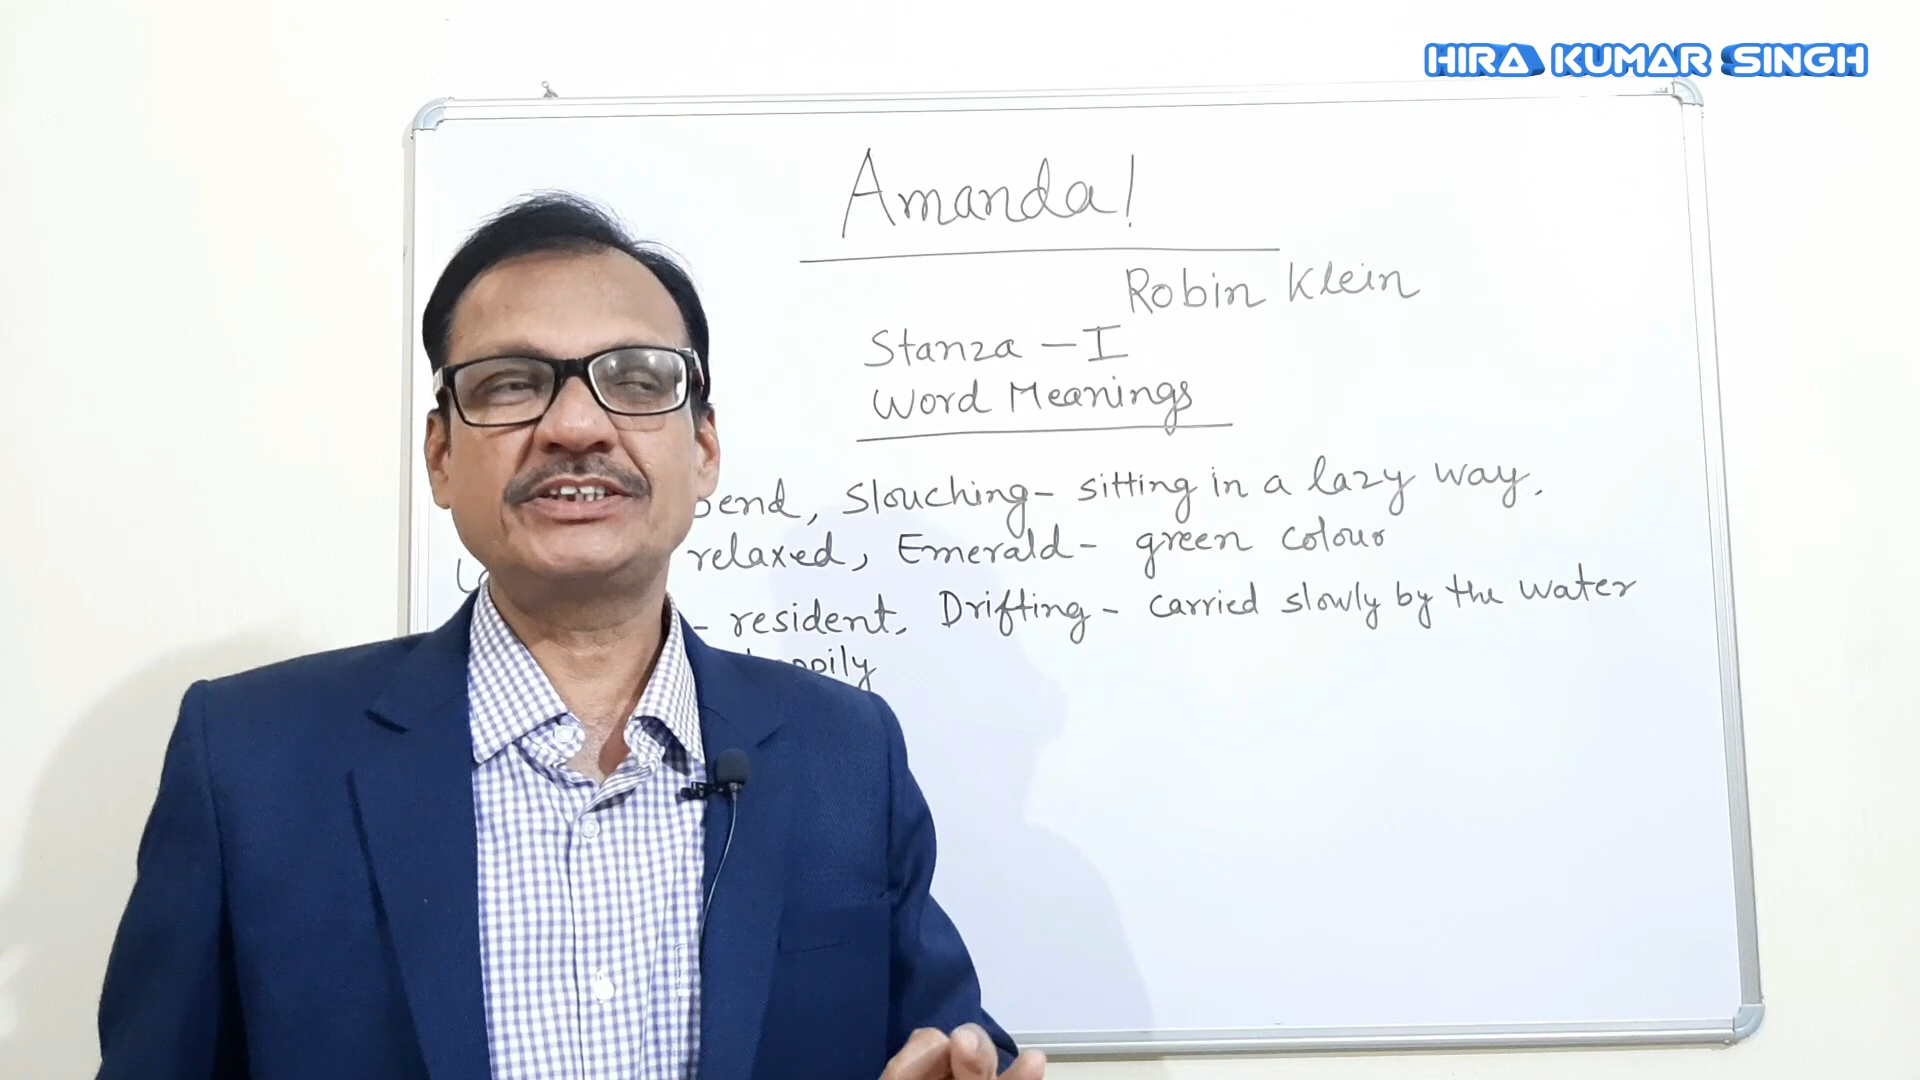 HIRA KUMAR SINGH
Amanda!
Robin Klein
Stanza - I
Word Meanings
bend, Slouching- sitting in a lazy way.
relaxed, Emerald- green colour
- resident, Drifting - carried slowly by the water